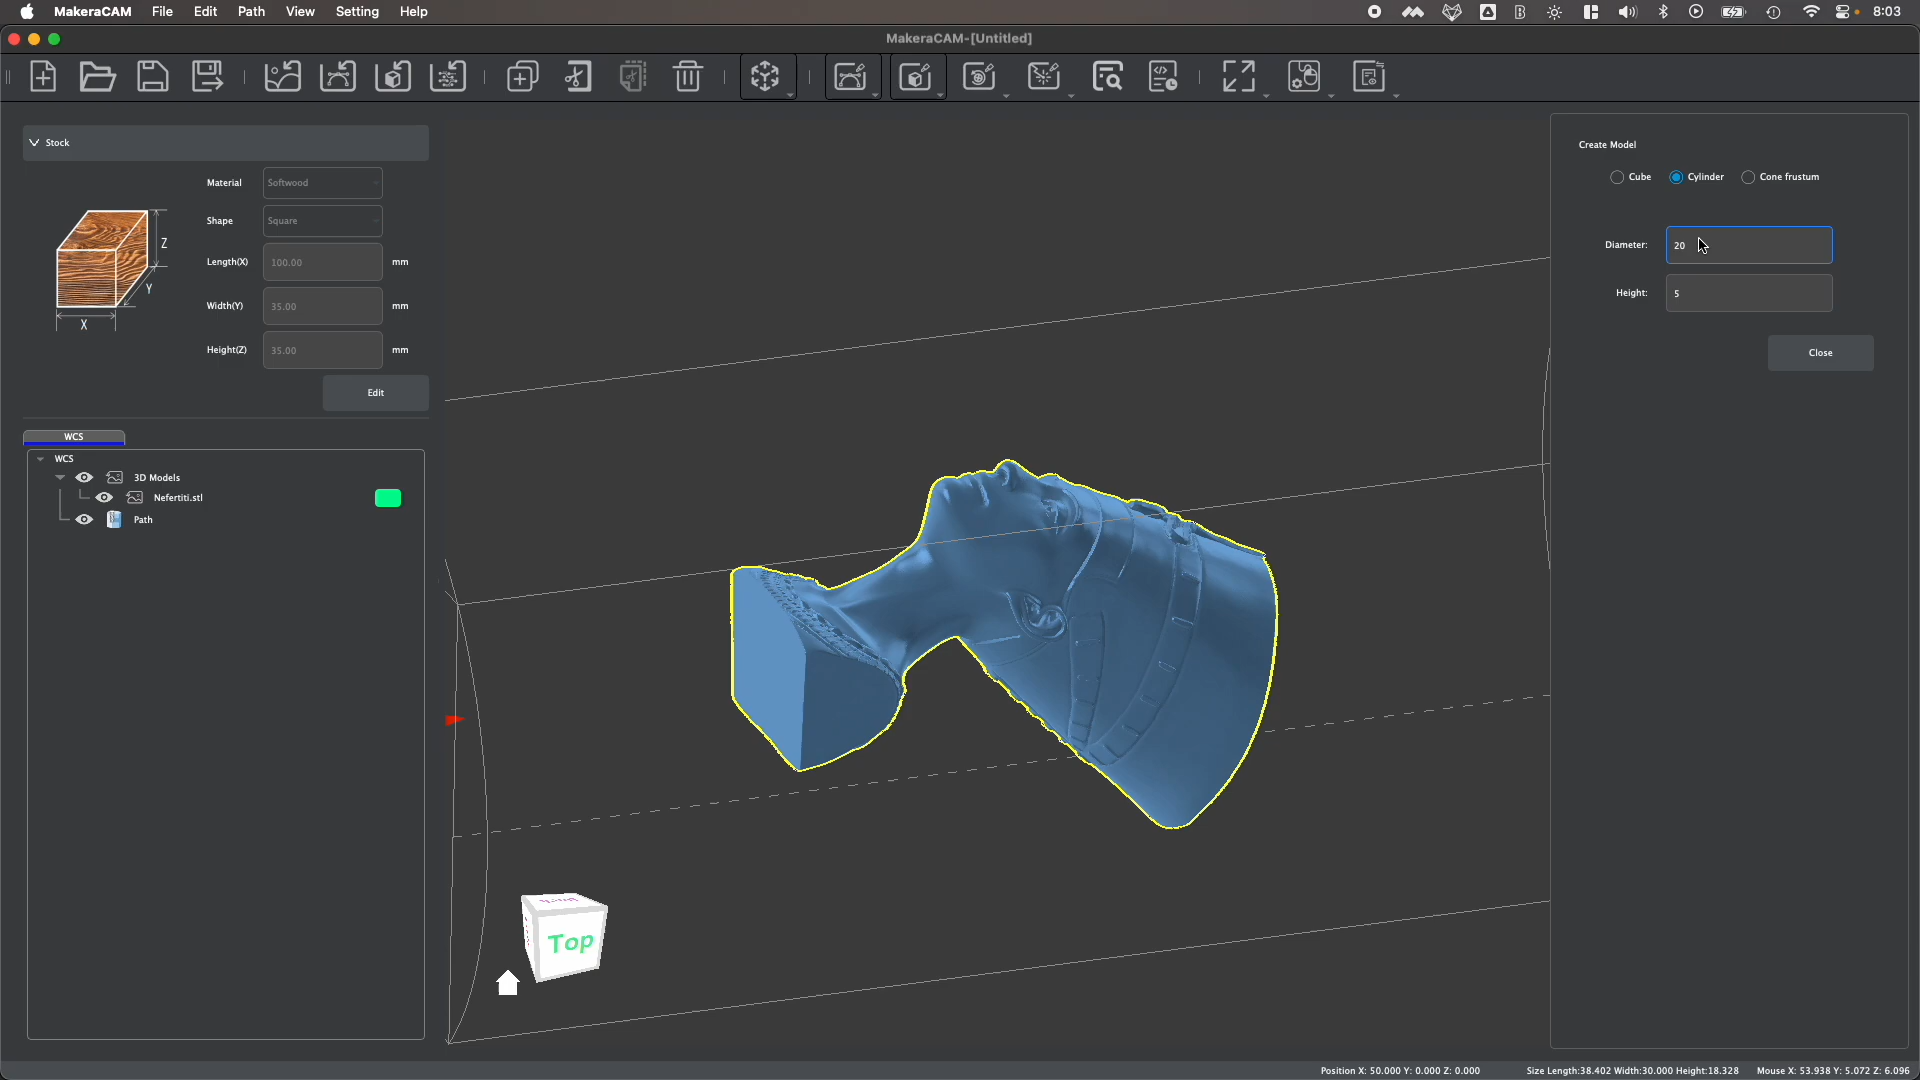 MakeraCAM File Edit Path View Setting Help
8:03
MakeraCAM-[Untitled]
Stock
Material Softwood
Shape Square
Length(X) 100.00 mm
Width(Y) 35.00 mm
Height(Z) 35.00 mm
Z
Y
X
Edit
WCS
WCS
3D Models
Nefertiti.stl
Path
Top
Create Model
Cube Cylinder Cone frustum
Diameter: 20
Height: 5
Close
Position X: 50.000 Y: 0.000 Z: 0.000 Size Length:38.402 Width:30.000 Height:18.328 Mouse X: 53.938 Y: 5.072 Z: 6.096